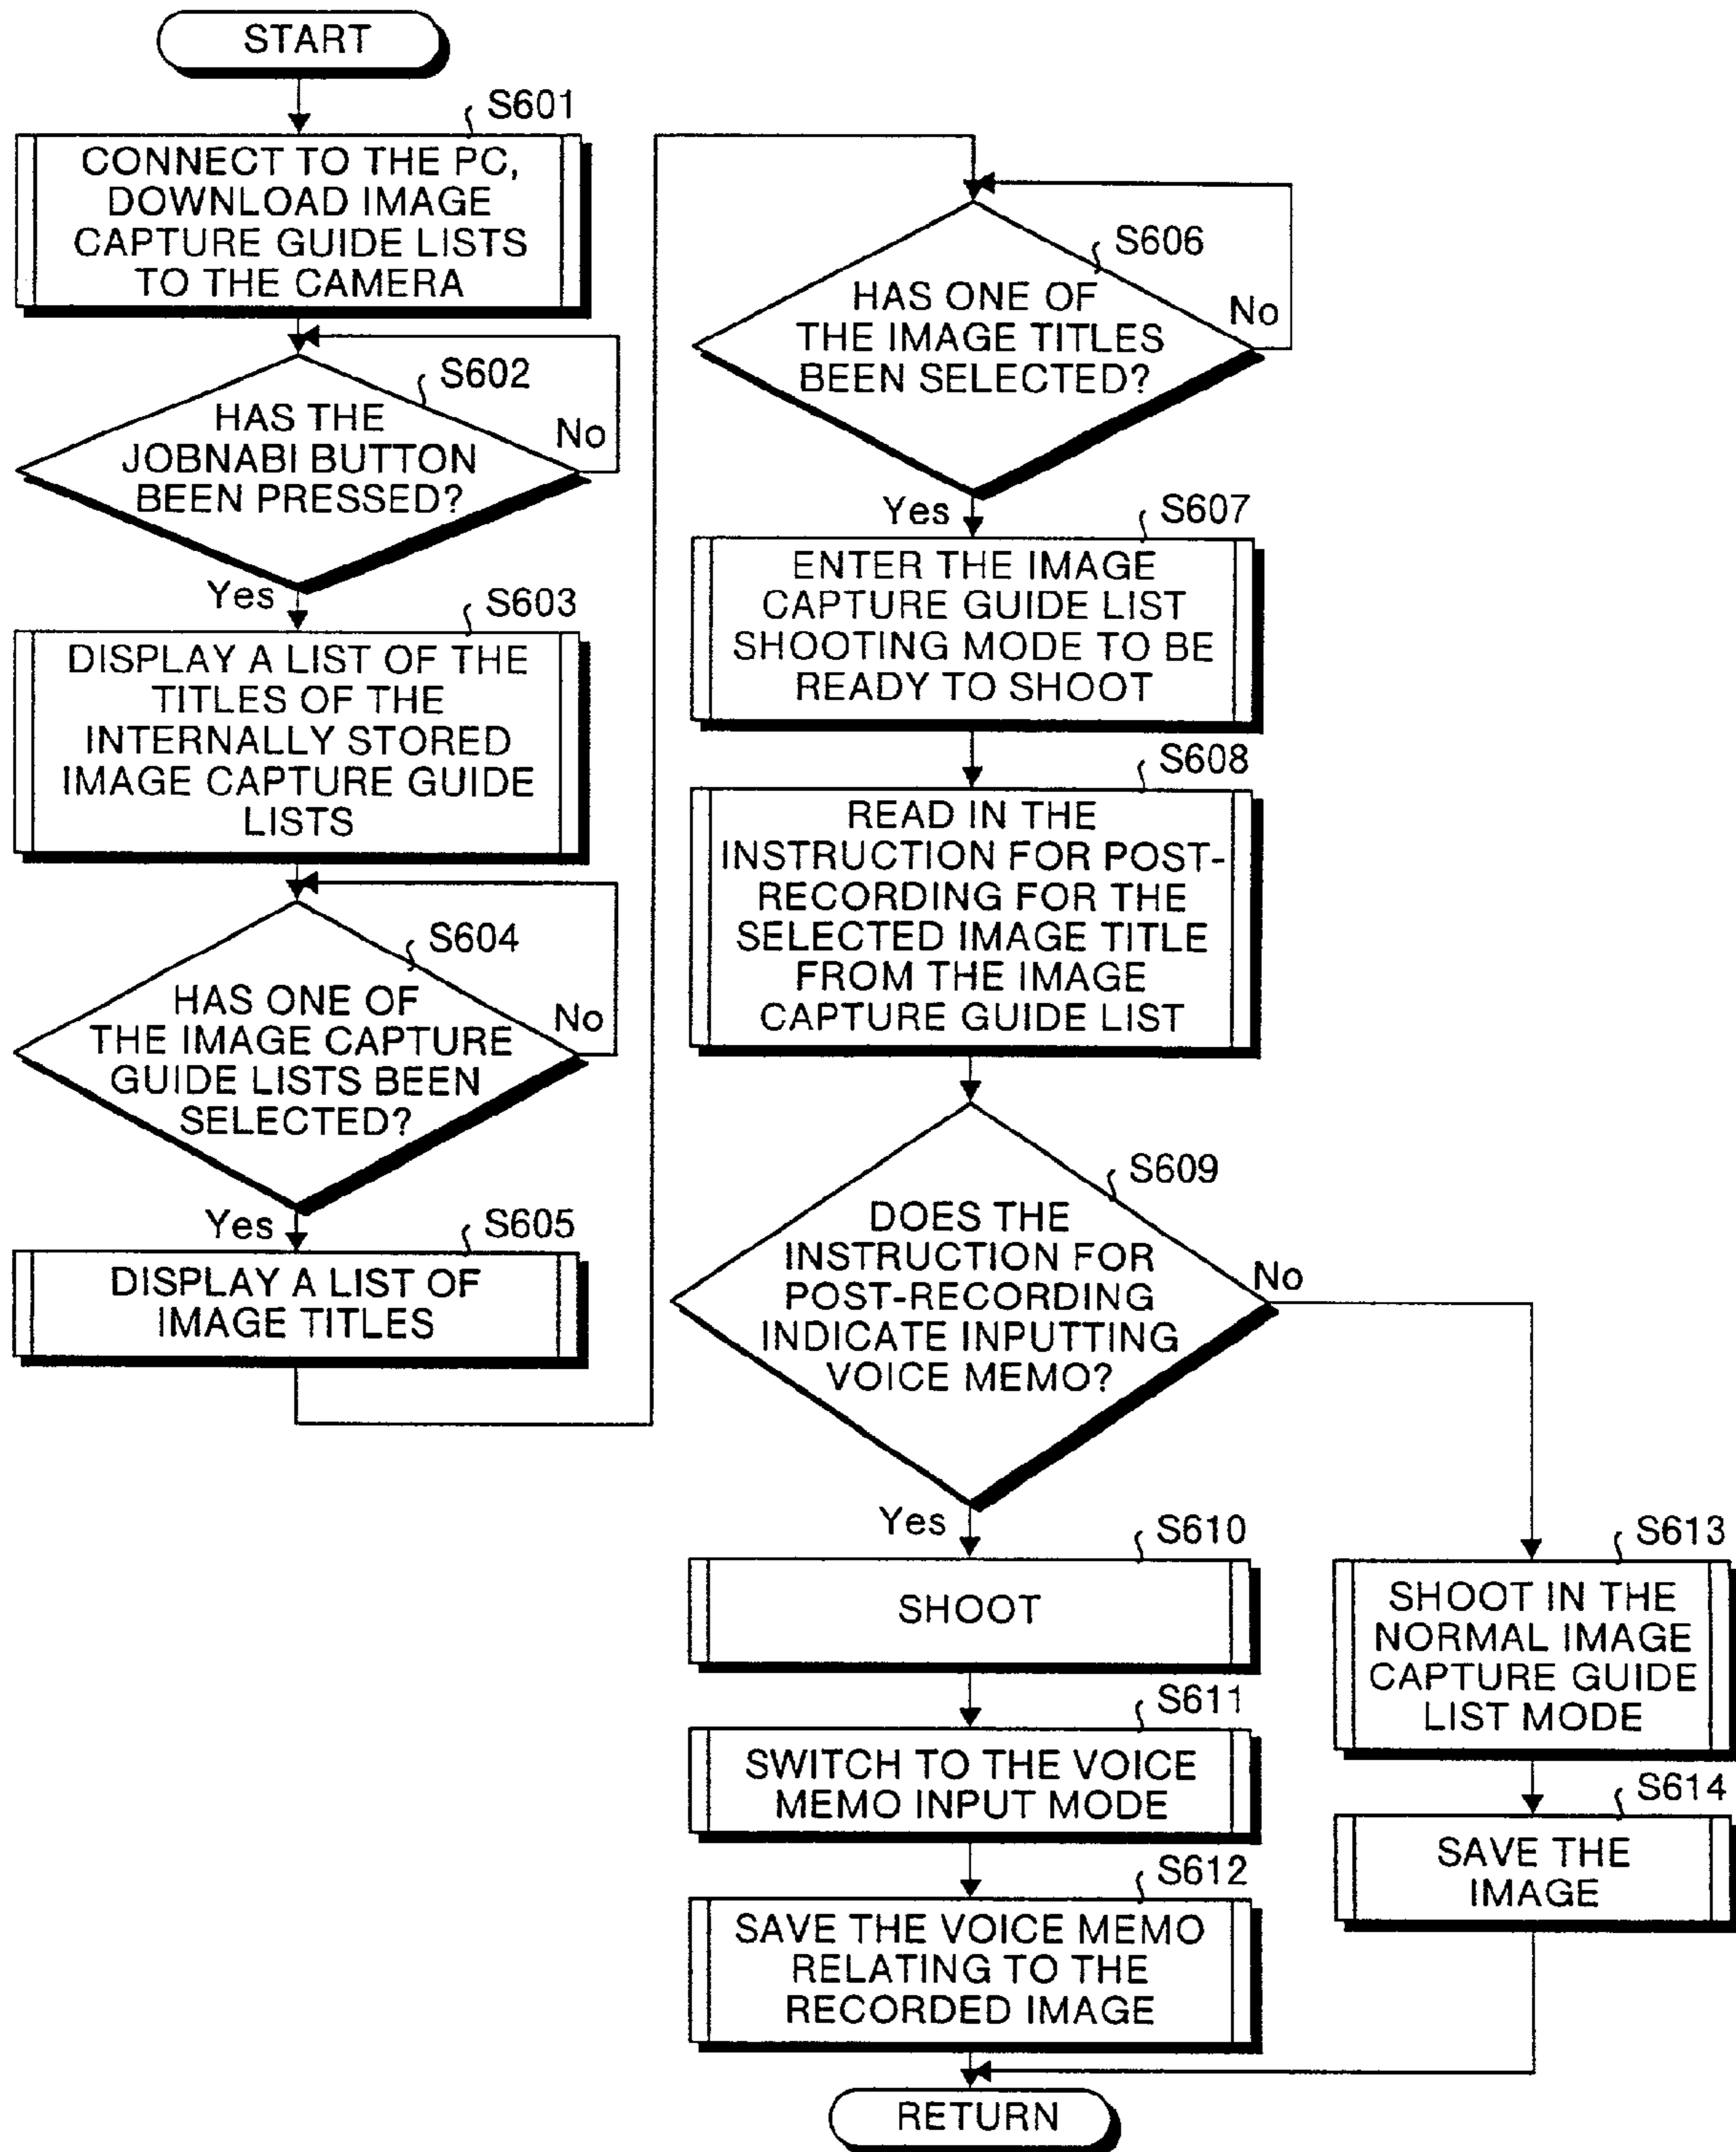 START
S601
CONNECT TO THE PC,
DOWNLOAD IMAGE
CAPTURE GUIDE LISTS
TO THE CAMERA
S602
HAS THE
JOBNABI BUTTON
BEEN PRESSED?
No
Yes
S603
DISPLAY A LIST OF THE
TITLES OF THE
INTERNALLY STORED
IMAGE CAPTURE GUIDE
LISTS
S604
HAS ONE OF
THE IMAGE CAPTURE
GUIDE LISTS BEEN
SELECTED?
No
Yes
S605
DISPLAY A LIST OF
IMAGE TITLES
S606
HAS ONE OF
THE IMAGE TITLES
BEEN SELECTED?
No
Yes
S607
ENTER THE IMAGE
CAPTURE GUIDE LIST
SHOOTING MODE TO BE
READY TO SHOOT
S608
READ IN THE
INSTRUCTION FOR POST-
RECORDING FOR THE
SELECTED IMAGE TITLE
FROM THE IMAGE
CAPTURE GUIDE LIST
S609
DOES THE
INSTRUCTION FOR
POST-RECORDING
INDICATE INPUTTING
VOICE MEMO?
No
Yes
S610
SHOOT
S611
SWITCH TO THE VOICE
MEMO INPUT MODE
S612
SAVE THE VOICE MEMO
RELATING TO THE
RECORDED IMAGE
S613
SHOOT IN THE
NORMAL IMAGE
CAPTURE GUIDE
LIST MODE
S614
SAVE THE
IMAGE
RETURN